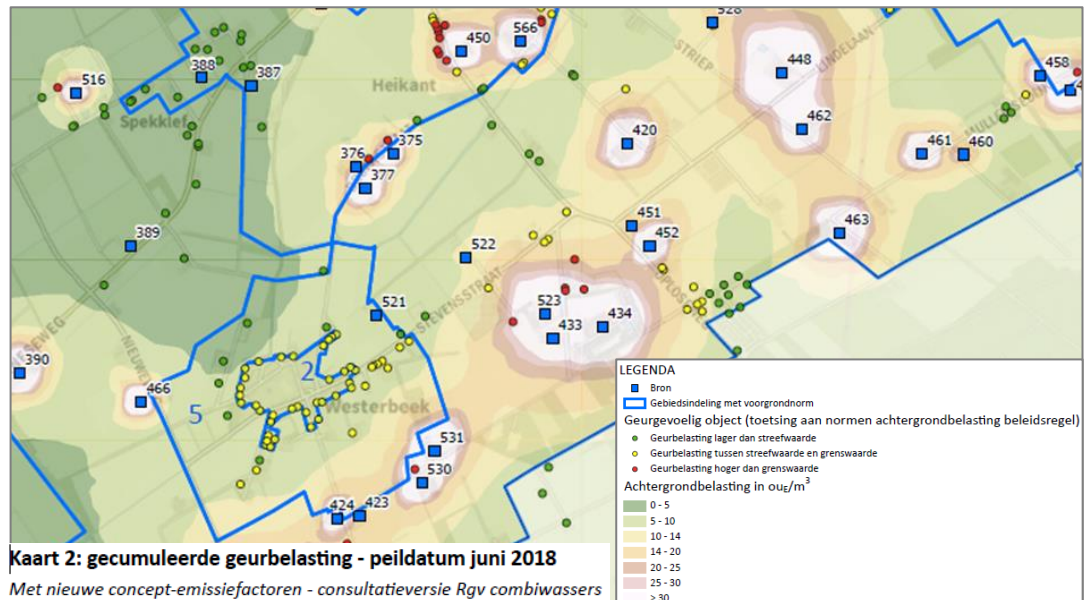 528
566
450
388
387
516
448
458
STRIEP
LINDELAAN
Heikant
Spekklef
462
420
375
376
377
461
460
389
451
452
463
522
STEVENSSTRAAT
521
523
433
434
390
466
2
5
Westerbeek
531
530
424
423
LEGENDA
Bron
Gebiedsindeling met voorgrondnorm
Geurgevoelig object (toetsing aan normen achtergrondbelasting beleidsregel)
Geurbelasting lager dan streefwaarde
Geurbelasting tussen streefwaarde en grenswaarde
Geurbelasting hoger dan grenswaarde
Achtergrondbelasting in ouE/m³
0 - 5
5 - 10
10 - 14
14 - 20
20 - 25
25 - 30
> 30
Kaart 2: gecumuleerde geurbelasting - peildatum juni 2018
Met nieuwe concept-emissiefactoren - consultatieversie Rgv combiwassers